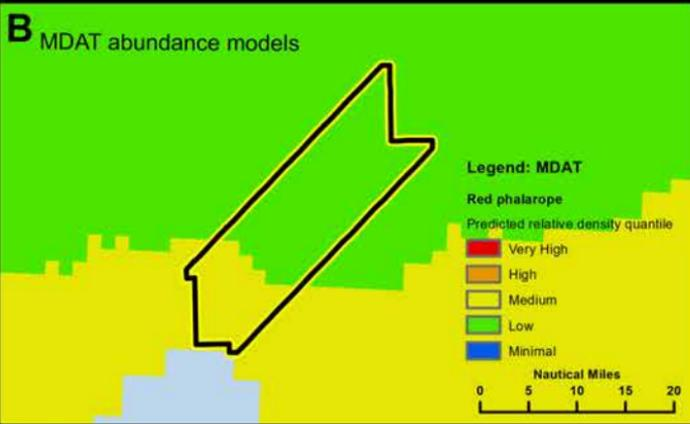 B MDAT abundance models
Legend: MDAT
Red phalarope
Predicted relative density quantile
Very High
High
Medium
Low
Minimal
Nautical Miles
0 5 10 15 20